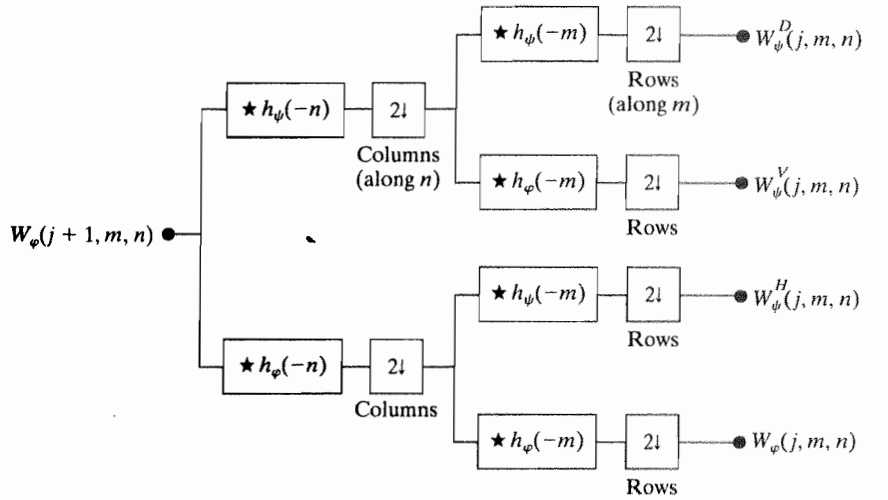 ★ h_ψ(−m)
2↓
W_ψ^D(j, m, n)
Rows
(along m)
★ h_ψ(−n)
2↓
Columns
(along n)
★ h_φ(−m)
2↓
W_ψ^V(j, m, n)
Rows
W_φ(j + 1, m, n)
★ h_ψ(−m)
2↓
W_ψ^H(j, m, n)
Rows
★ h_φ(−n)
2↓
Columns
★ h_φ(−m)
2↓
W_φ(j, m, n)
Rows